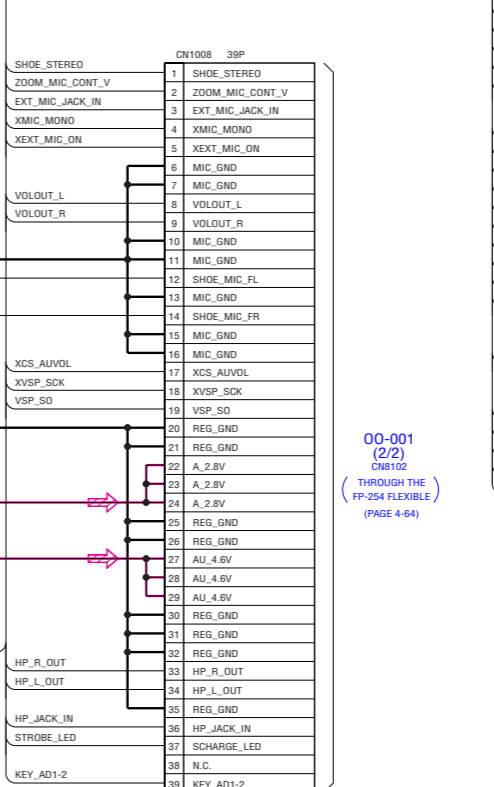 CN1008 39P
SHOE_STEREO
1 SHOE_STEREO
ZOOM_MIC_CONT_V
2 ZOOM_MIC_CONT_V
EXT_MIC_JACK_IN
3 EXT_MIC_JACK_IN
XMIC_MONO
4 XMIC_MONO
XEXT_MIC_ON
5 XEXT_MIC_ON
6 MIC_GND
7 MIC_GND
VOLOUT_L
8 VOLOUT_L
VOLOUT_R
9 VOLOUT_R
10 MIC_GND
11 MIC_GND
12 SHOE_MIC_FL
13 MIC_GND
14 SHOE_MIC_FR
15 MIC_GND
16 MIC_GND
XCS_AUVOL
17 XCS_AUVOL
XVSP_SCK
18 XVSP_SCK
VSP_SO
19 VSP_SO
20 REG_GND
21 REG_GND
22 A_2.8V
23 A_2.8V
24 A_2.8V
25 REG_GND
26 REG_GND
27 AU_4.6V
28 AU_4.6V
29 AU_4.6V
30 REG_GND
31 REG_GND
32 REG_GND
HP_R_OUT
33 HP_R_OUT
HP_L_OUT
34 HP_L_OUT
35 REG_GND
HP_JACK_IN
36 HP_JACK_IN
STROBE_LED
37 SCHARGE_LED
38 N.C.
KEY_AD1-2
39 KEY_AD1-2
OO-001
(2/2)
CN8102
( THROUGH THE
FP-254 FLEXIBLE )
(PAGE 4-64)